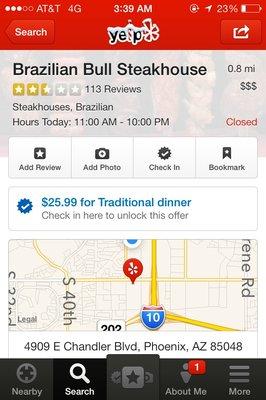 AT&T 4G 3:39 AM 23%
Search
yelp
Brazilian Bull Steakhouse 0.8 mi
113 Reviews $$$
Steakhouses, Brazilian
Hours Today: 11:00 AM - 10:00 PM Closed
Add Review Add Photo Check In Bookmark
$25.99 for Traditional dinner
Check in here to unlock this offer
S 40th
ene Rd
10
202
Legal
4909 E Chandler Blvd, Phoenix, AZ 85048
1
Nearby Search About Me More